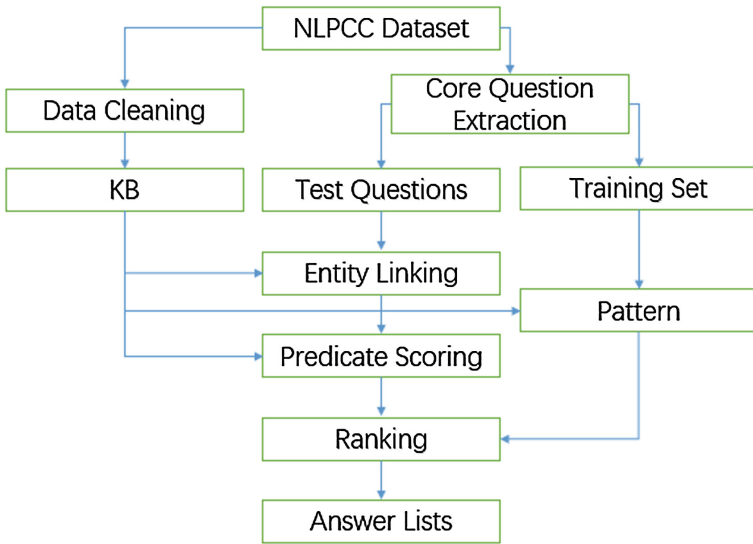 NLPCC Dataset
Core Question
Extraction
Data Cleaning
KB
Test Questions
Training Set
Entity Linking
Pattern
Predicate Scoring
Ranking
Answer Lists